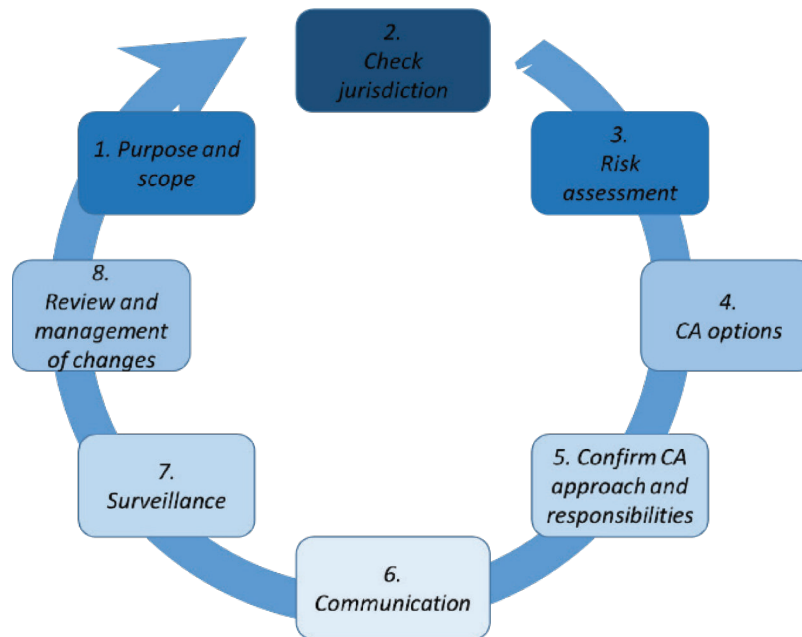 2.
Check
jurisdiction
1. Purpose and
scope
3.
Risk
assessment
8.
Review and
management
of changes
4.
CA options
7.
Surveillance
5. Confirm CA
approach and
responsibilities
6.
Communication